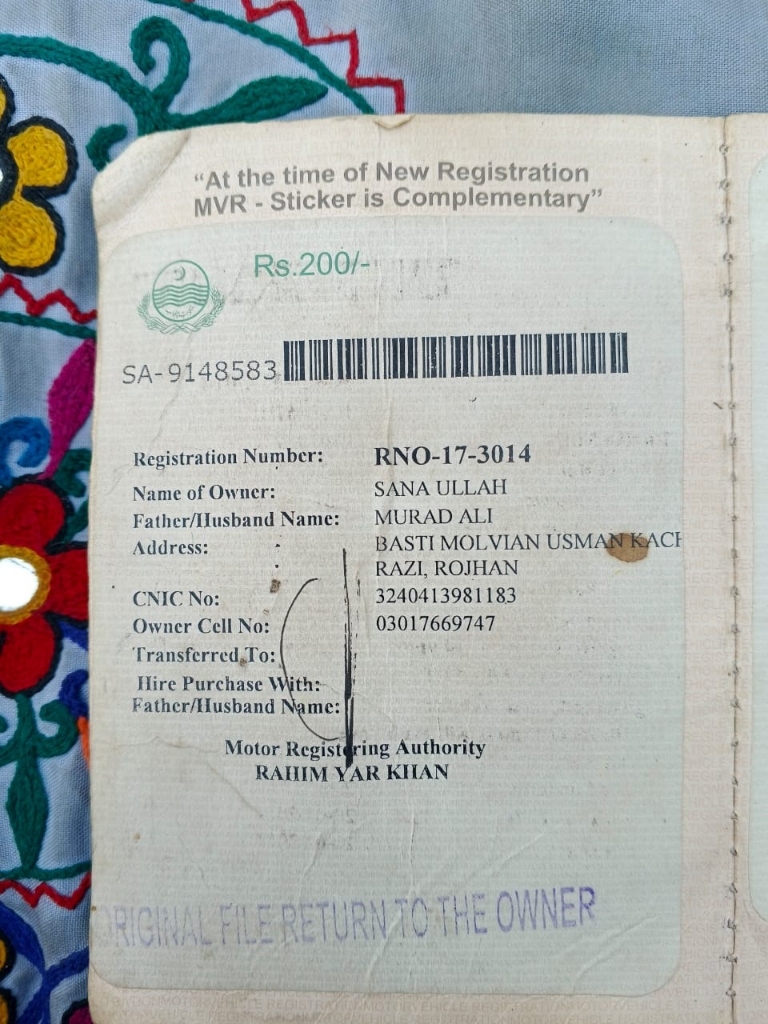 “At the time of New Registration
MVR - Sticker is Complementary”
Rs.200/-
SA-9148583
Registration Number: RNO-17-3014
Name of Owner: SANA ULLAH
Father/Husband Name: MURAD ALI
Address: BASTI MOLVIAN USMAN KACH
RAZI, ROJHAN
CNIC No: 3240413981183
Owner Cell No: 03017669747
Transferred To:
Hire Purchase With:
Father/Husband Name:
Motor Registering Authority
RAHIM YAR KHAN
ORIGINAL FILE RETURN TO THE OWNER